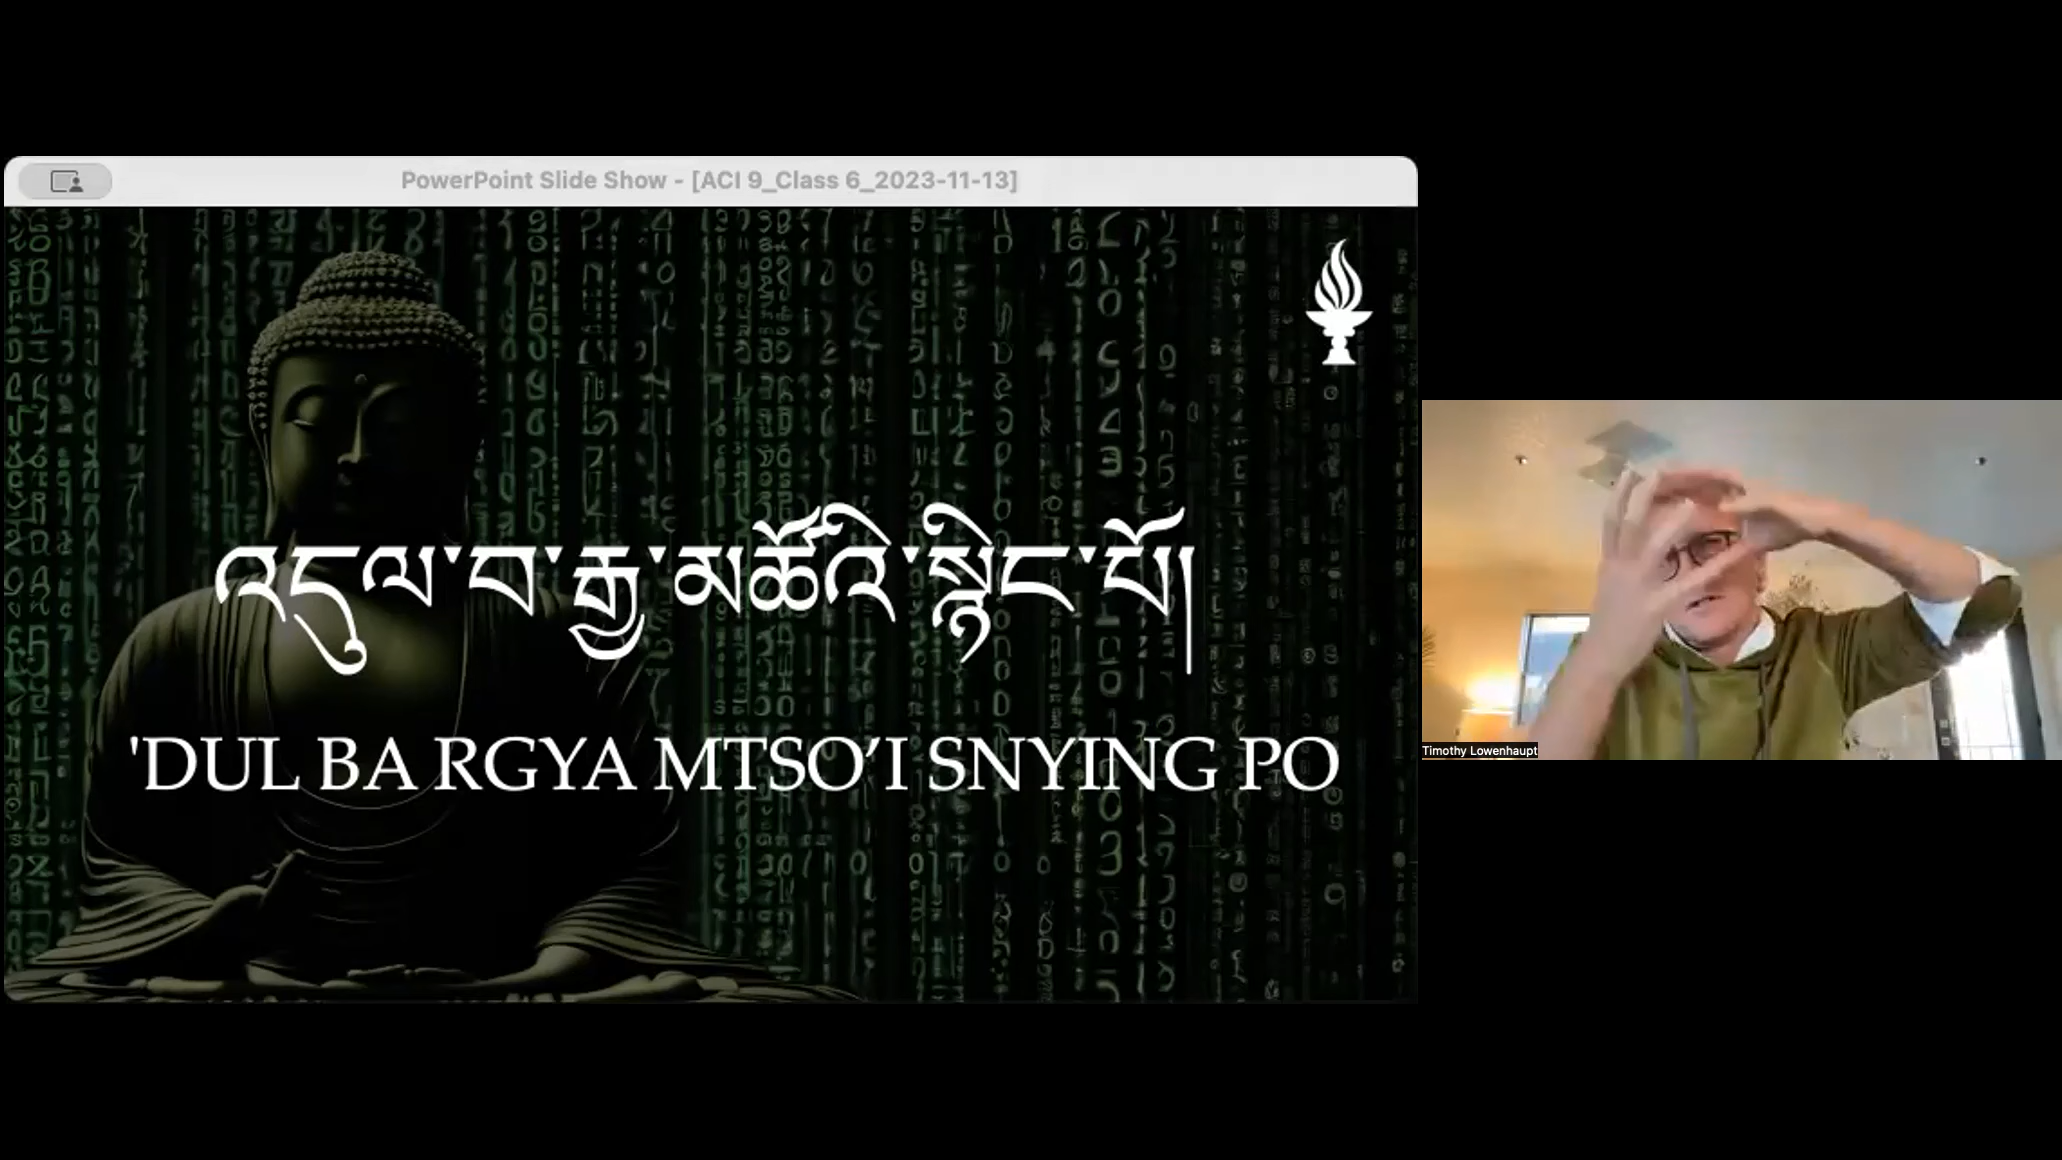 PowerPoint Slide Show - [ACI 9_Class 6_2023-11-13]
འདུལ་བ་རྒྱ་མཚོའི་སྙིང་པོ།
'DUL BA RGYA MTSO’I SNYING PO
Timothy Lowenhaupt